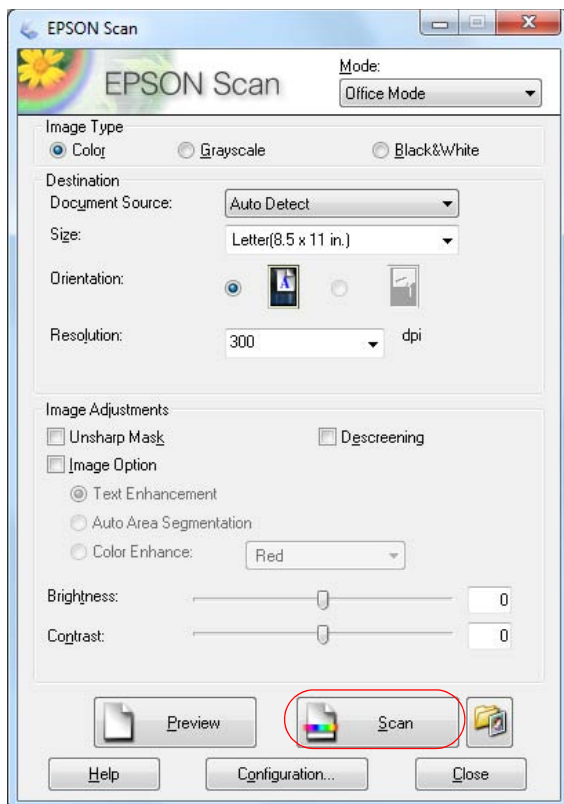 EPSON Scan
EPSON Scan
Mode:
Office Mode
Image Type
Color Grayscale Black&White
Destination
Document Source: Auto Detect
Size: Letter(8.5 x 11 in.)
Orientation: A
Resolution: 300 dpi
Image Adjustments
Unsharp Mask Descreening
Image Option
Text Enhancement
Auto Area Segmentation
Color Enhance: Red
Brightness: 0
Contrast: 0
Preview Scan
Help Configuration... Close